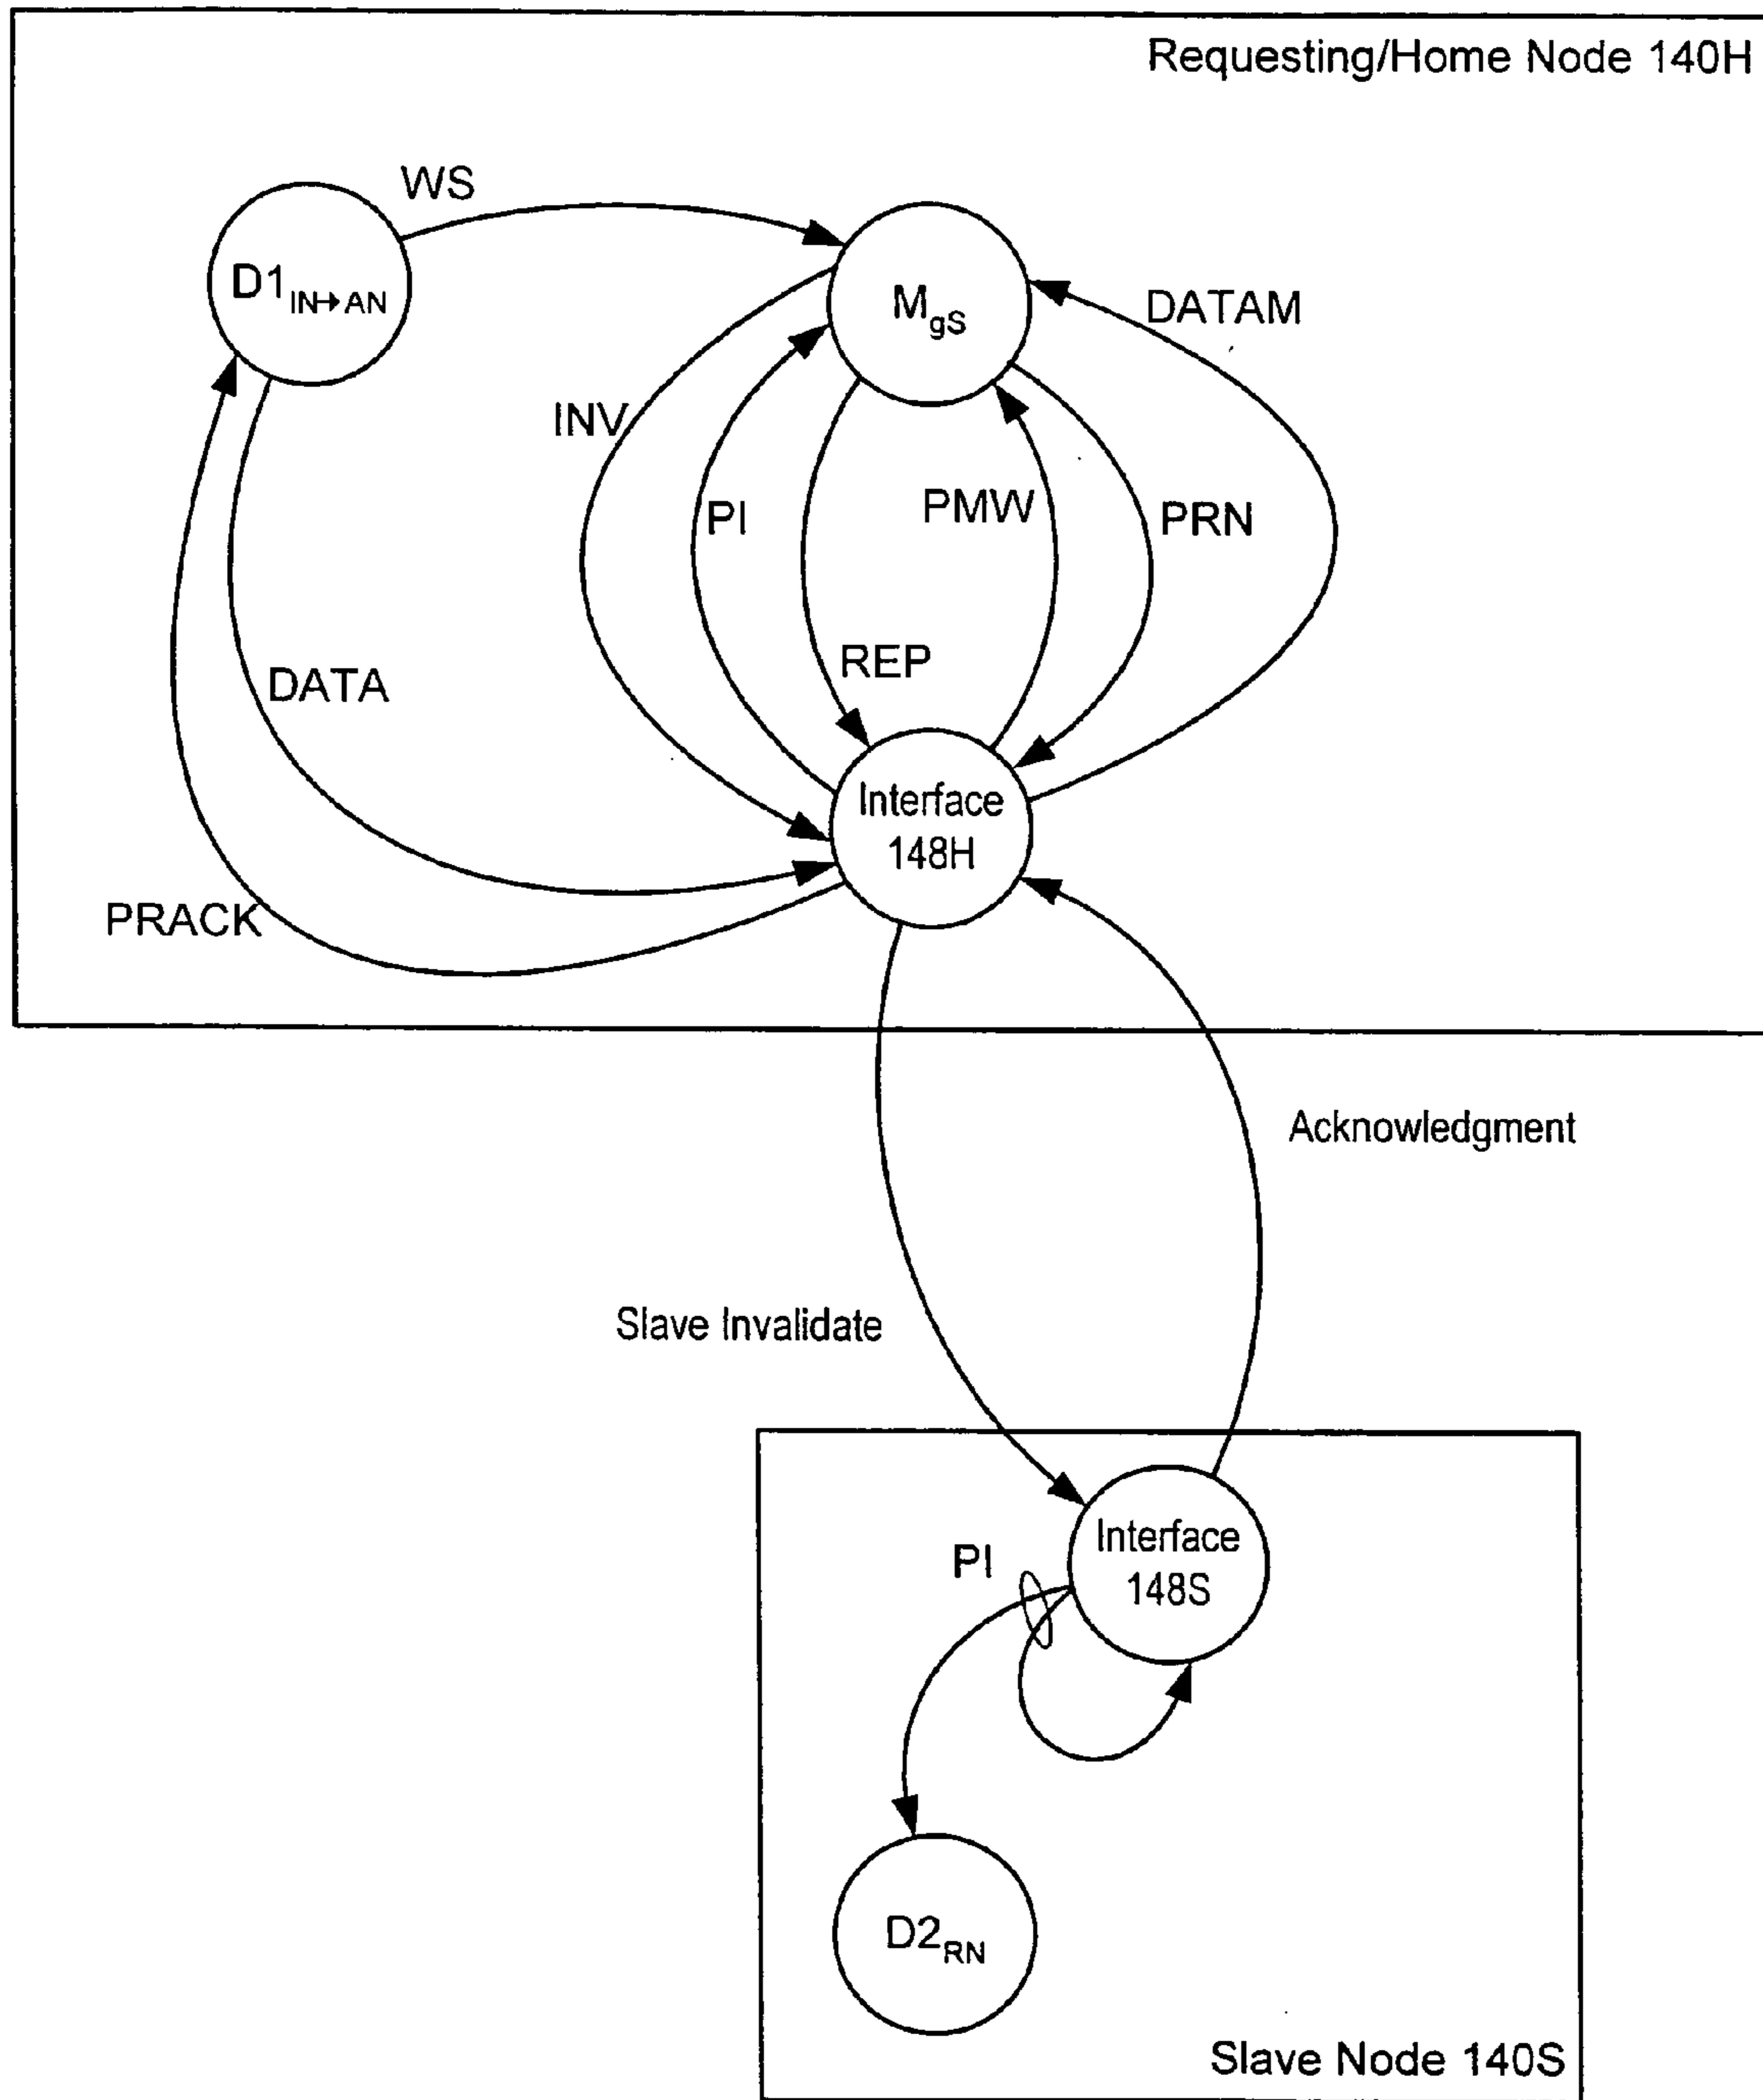 Requesting/Home Node 140H
WS
D1IN→AN
MgS
DATAM
INV
PI
PMW
PRN
REP
DATA
Interface
148H
PRACK
Acknowledgment
Slave Invalidate
PI
Interface
148S
D2RN
Slave Node 140S